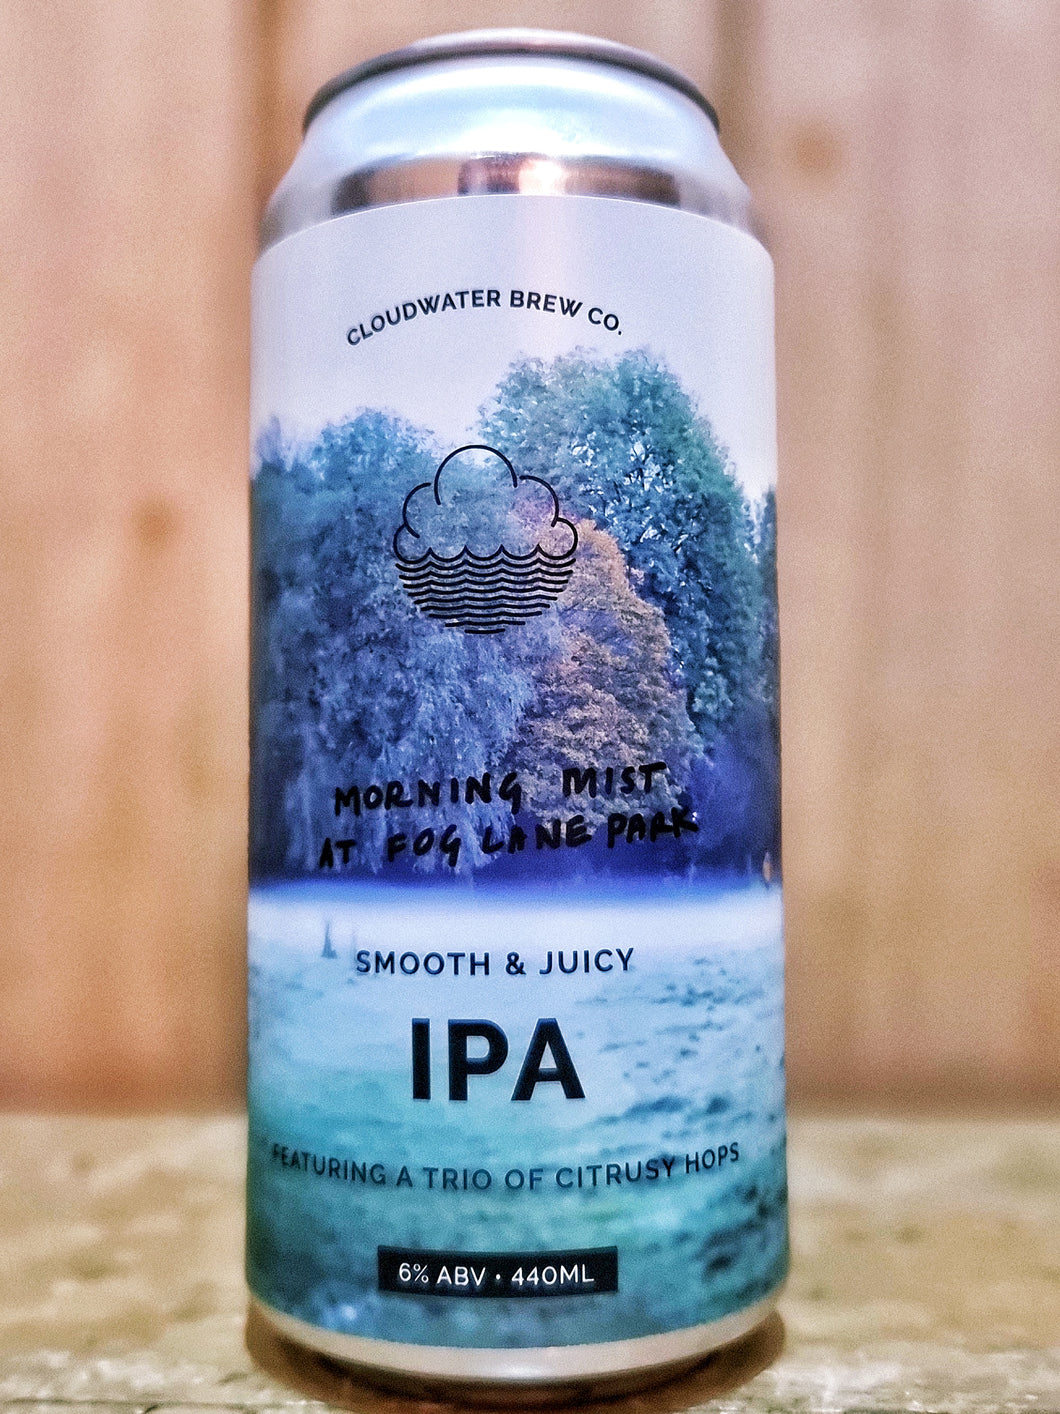 CLOUDWATER BREW CO.
MORNING MIST
AT FOG LANE PARK
SMOOTH & JUICY
IPA
FEATURING A TRIO OF CITRUSY HOPS
6% ABV • 440ML